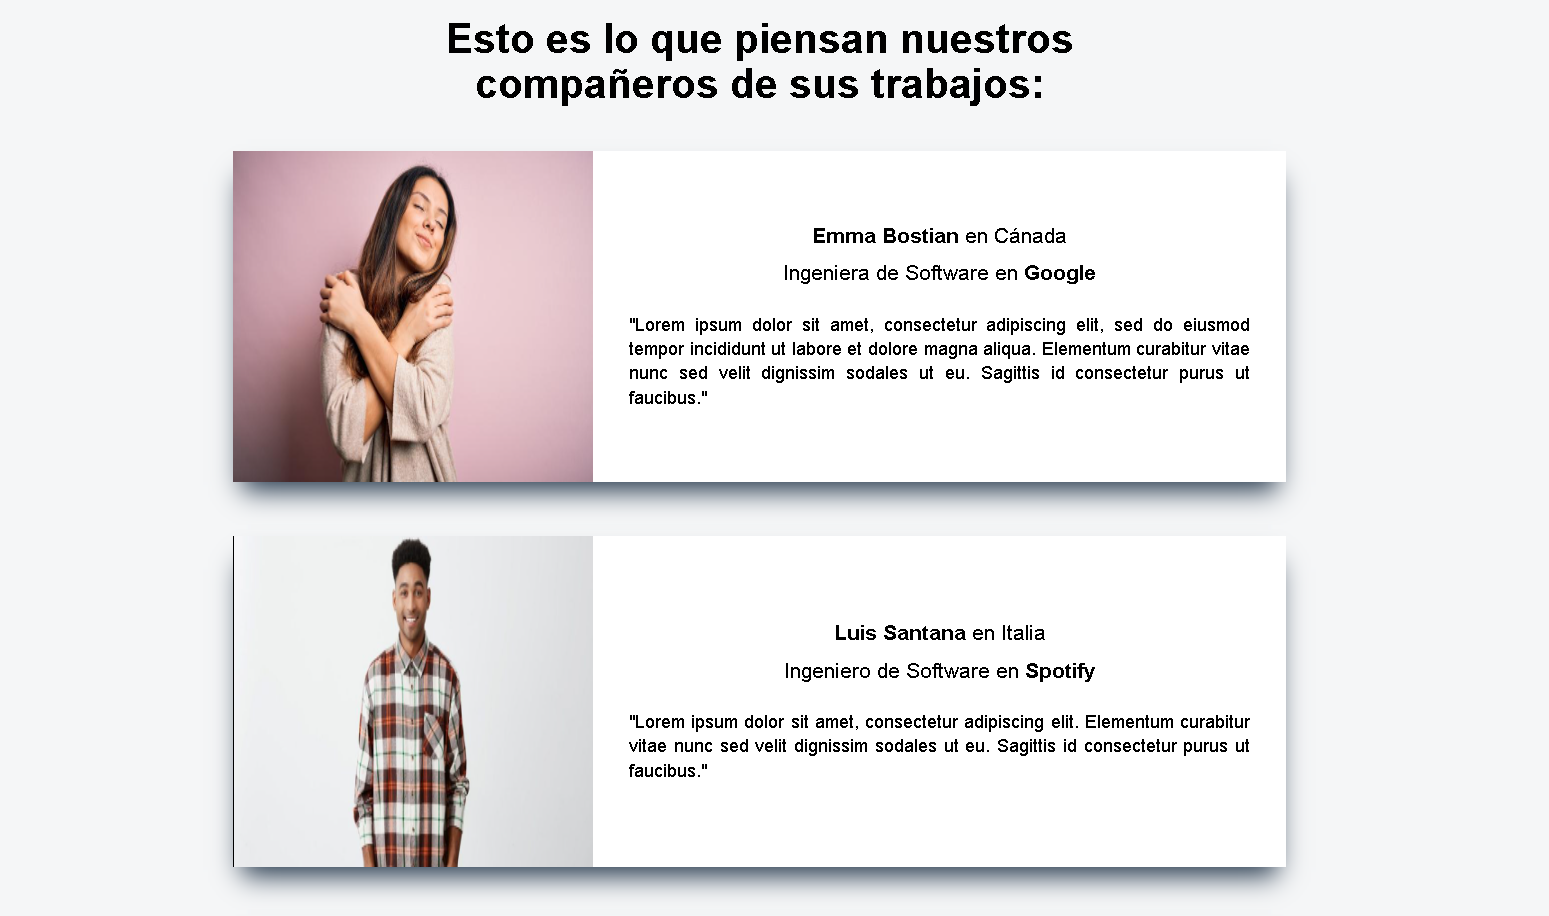 Esto es lo que piensan nuestros
compañeros de sus trabajos:
Emma Bostian en Cánada
Ingeniera de Software en Google
"Lorem ipsum dolor sit amet, consectetur adipiscing elit, sed do eiusmod
tempor incididunt ut labore et dolore magna aliqua. Elementum curabitur vitae
nunc sed velit dignissim sodales ut eu. Sagittis id consectetur purus ut
faucibus."
Luis Santana en Italia
Ingeniero de Software en Spotify
"Lorem ipsum dolor sit amet, consectetur adipiscing elit. Elementum curabitur
vitae nunc sed velit dignissim sodales ut eu. Sagittis id consectetur purus ut
faucibus."